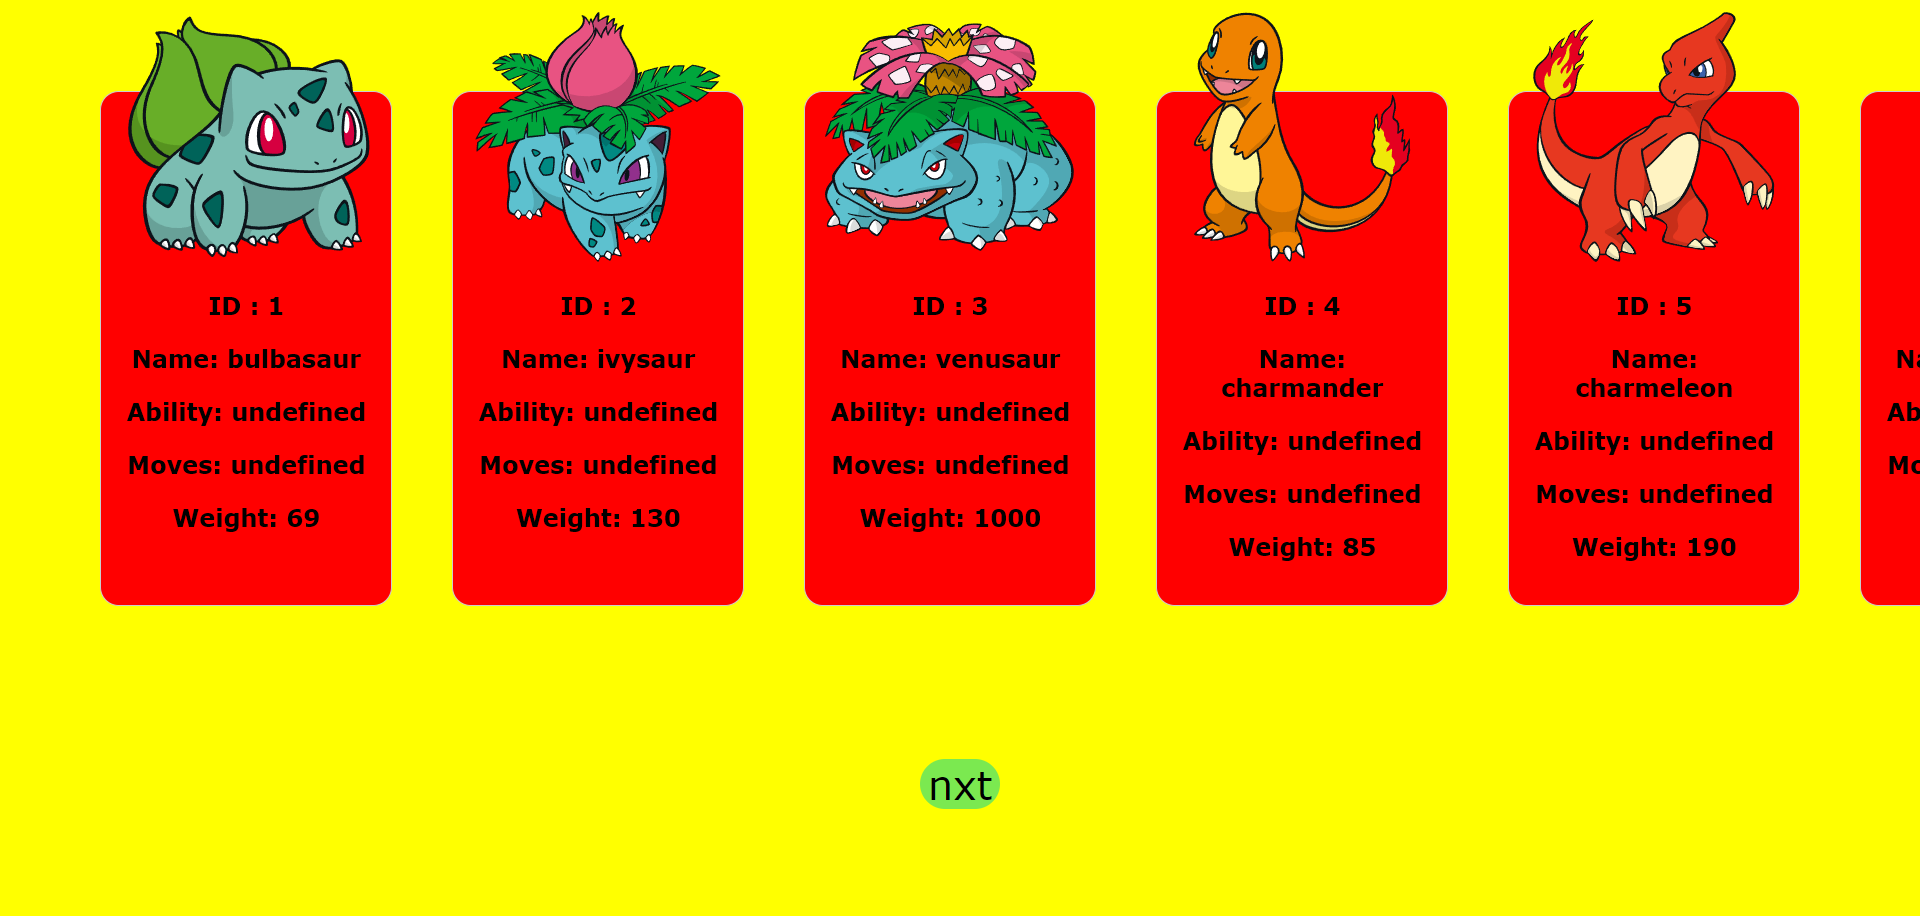 ID : 1
Name: bulbasaur
Ability: undefined
Moves: undefined
Weight: 69
ID : 2
Name: ivysaur
Ability: undefined
Moves: undefined
Weight: 130
ID : 3
Name: venusaur
Ability: undefined
Moves: undefined
Weight: 1000
ID : 4
Name:
charmander
Ability: undefined
Moves: undefined
Weight: 85
ID : 5
Name:
charmeleon
Ability: undefined
Moves: undefined
Weight: 190
nxt